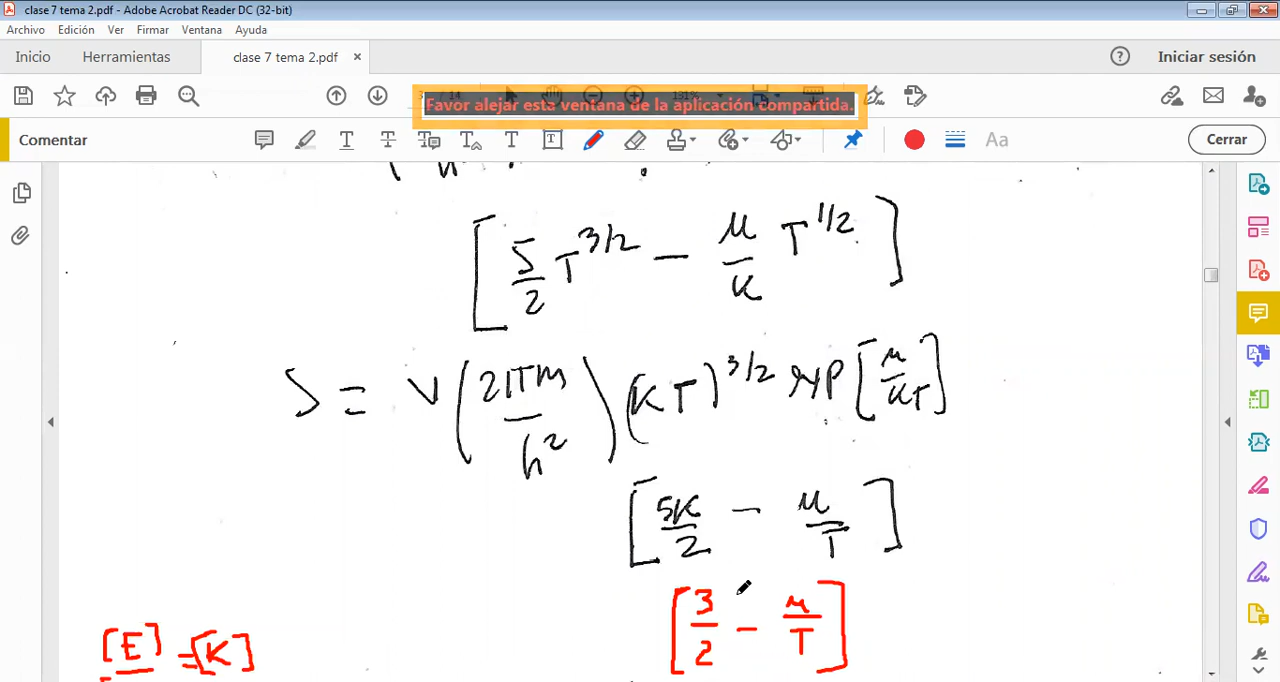 clase 7 tema 2.pdf - Adobe Acrobat Reader DC (32-bit)
Archivo Edición Ver Firmar Ventana Ayuda
Inicio Herramientas clase 7 tema 2.pdf × Iniciar sesión
Favor alejar esta ventana de la aplicación compartida.
Comentar Aa Cerrar
[5/2 T^{3/2} - μ/K T^{1/2}]
S = V (2πm/h^2) (KT)^{3/2} exp [μ/KT]
[5K/2 - μ/T]
[3/2 - μ/T]
[E] = [K]